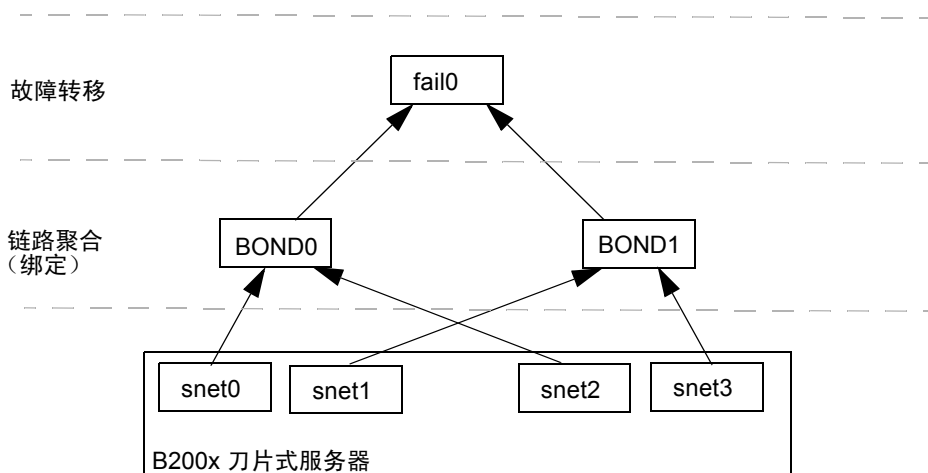 fail0
故障转移
链路聚合
（绑定）
BOND0
BOND1
snet0
snet1
snet2
snet3
B200x 刀片式服务器